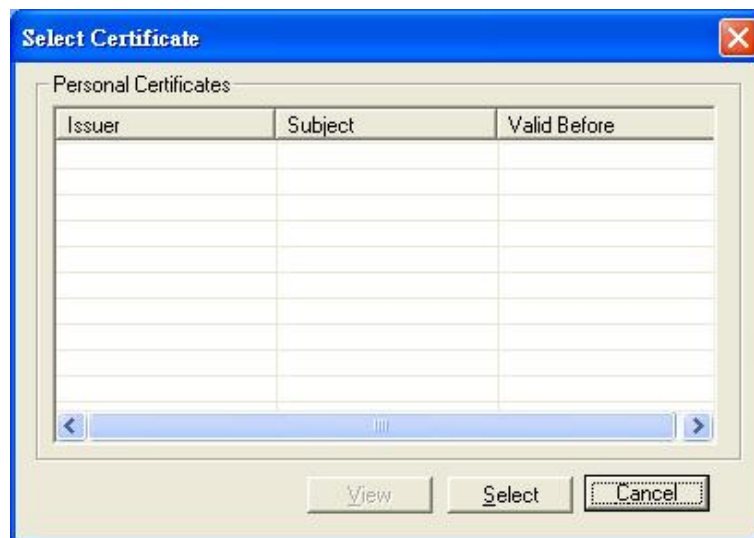 Select Certificate
Personal Certificates
Issuer Subject Valid Before
View Select Cancel